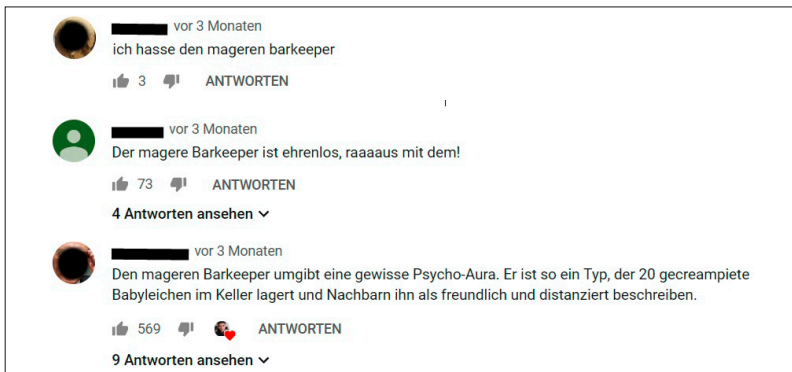 vor 3 Monaten
ich hasse den mageren barkeeper
3 ANTWORTEN
vor 3 Monaten
Der magere Barkeeper ist ehrenlos, raaaaus mit dem!
73 ANTWORTEN
4 Antworten ansehen
vor 3 Monaten
Den mageren Barkeeper umgibt eine gewisse Psycho-Aura. Er ist so ein Typ, der 20 gecreampiete
Babyleichen im Keller lagert und Nachbarn ihn als freundlich und distanziert beschreiben.
569 ANTWORTEN
9 Antworten ansehen